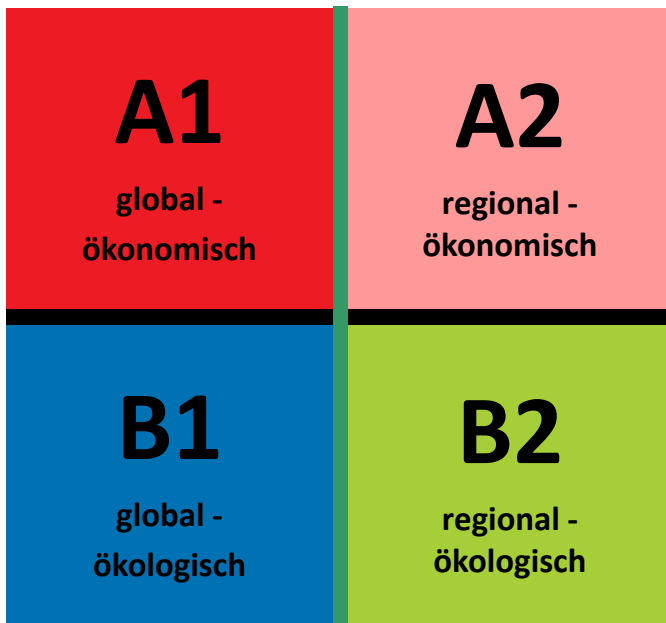 A1
global -
ökonomisch
A2
regional -
ökonomisch
B1
global -
ökologisch
B2
regional -
ökologisch